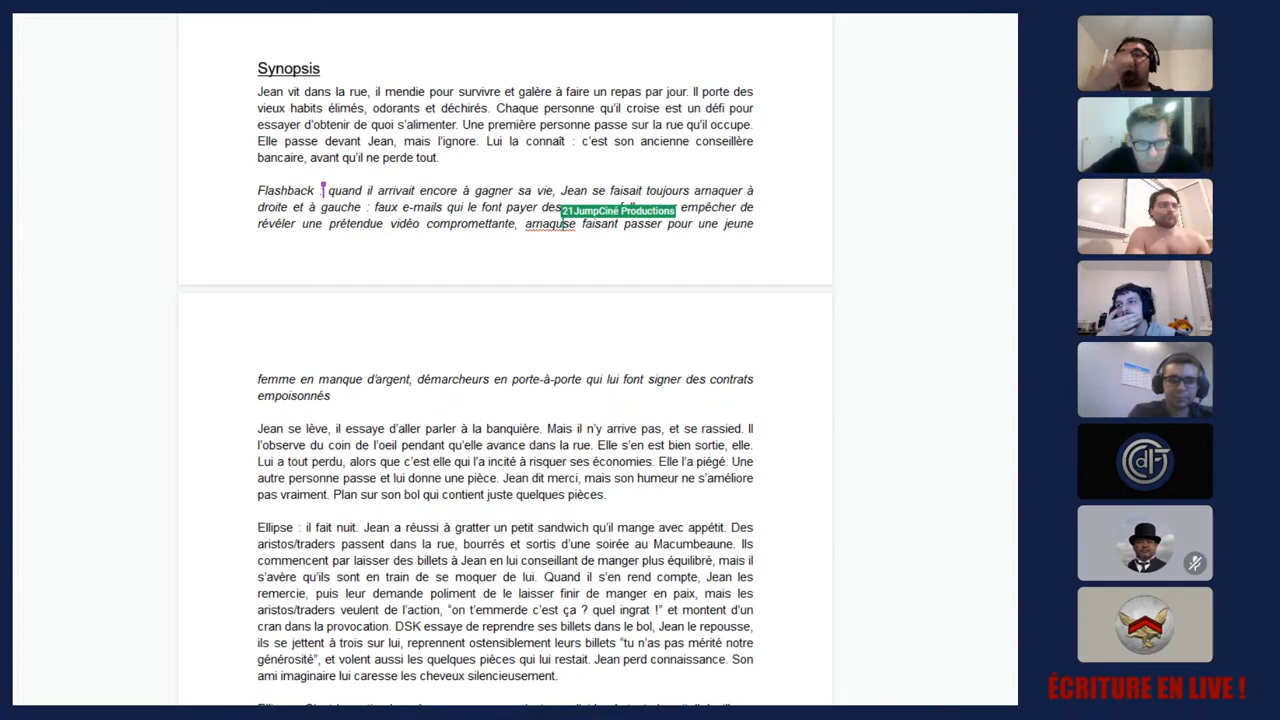 Synopsis
Jean vit dans la rue, il mendie pour survivre et galère à faire un repas par jour. Il porte des
vieux habits élimés, odorants et déchirés. Chaque personne qu'il croise est un défi pour
essayer d'obtenir de quoi s'alimenter. Une première personne passe sur la rue qu'il occupe.
Elle passe devant Jean, mais l'ignore. Lui la connaît : c'est son ancienne conseillère
bancaire, avant qu'il ne perde tout.
Flashback : quand il arrivait encore à gagner sa vie, Jean se faisait toujours arnaquer à
droite et à gauche : faux e-mails qui le font payer des empêcher de
21JumpCiné Productions
révéler une prétendue vidéo compromettante, arnaquse faisant passer pour une jeune
femme en manque d'argent, démarcheurs en porte-à-porte qui lui font signer des contrats
empoisonnés
Jean se lève, il essaye d'aller parler à la banquière. Mais il n'y arrive pas, et se rassied. Il
l'observe du coin de l'oeil pendant qu'elle avance dans la rue. Elle s'en est bien sortie, elle.
Lui a tout perdu, alors que c'est elle qui l'a incité à risquer ses économies. Elle l'a piégé. Une
autre personne passe et lui donne une pièce. Jean dit merci, mais son humeur ne s'améliore
pas vraiment. Plan sur son bol qui contient juste quelques pièces.
Ellipse : il fait nuit. Jean a réussi à gratter un petit sandwich qu'il mange avec appétit. Des
aristos/traders passent dans la rue, bourrés et sortis d'une soirée au Macumbeaune. Ils
commencent par laisser des billets à Jean en lui conseillant de manger plus équilibré, mais il
s'avère qu'ils sont en train de se moquer de lui. Quand il s'en rend compte, Jean les
remercie, puis leur demande poliment de le laisser finir de manger en paix, mais les
aristos/traders veulent de l'action, "on t'emmerde c'est ça ? quel ingrat !" et montent d'un
cran dans la provocation. DSK essaye de reprendre ses billets dans le bol, Jean le repousse,
ils se jettent à trois sur lui, reprennent ostensiblement leurs billets "tu n'as pas mérité notre
générosité", et volent aussi les quelques pièces qui lui restait. Jean perd connaissance. Son
ami imaginaire lui caresse les cheveux silencieusement.
ÉCRITURE EN LIVE !